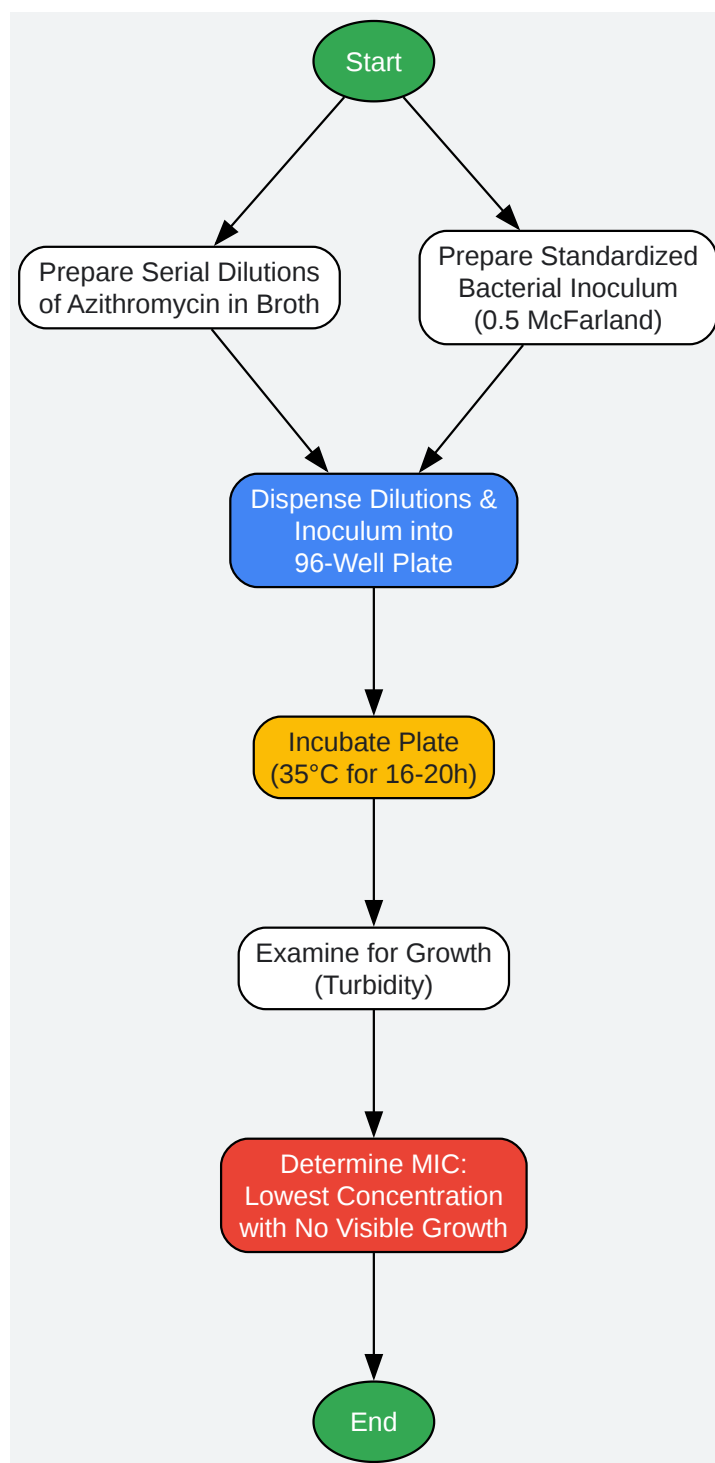 Start
Prepare Serial Dilutions
of Azithromycin in Broth
Prepare Standardized
Bacterial Inoculum
(0.5 McFarland)
Dispense Dilutions &
Inoculum into
96-Well Plate
Incubate Plate
(35°C for 16-20h)
Examine for Growth
(Turbidity)
Determine MIC:
Lowest Concentration
with No Visible Growth
End